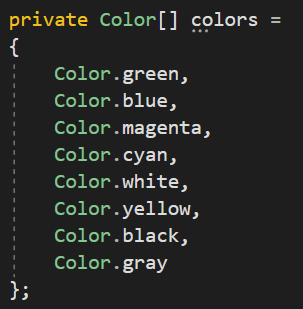 private Color[] colors =
{
    Color.green,
    Color.blue,
    Color.magenta,
    Color.cyan,
    Color.white,
    Color.yellow,
    Color.black,
    Color.gray
};